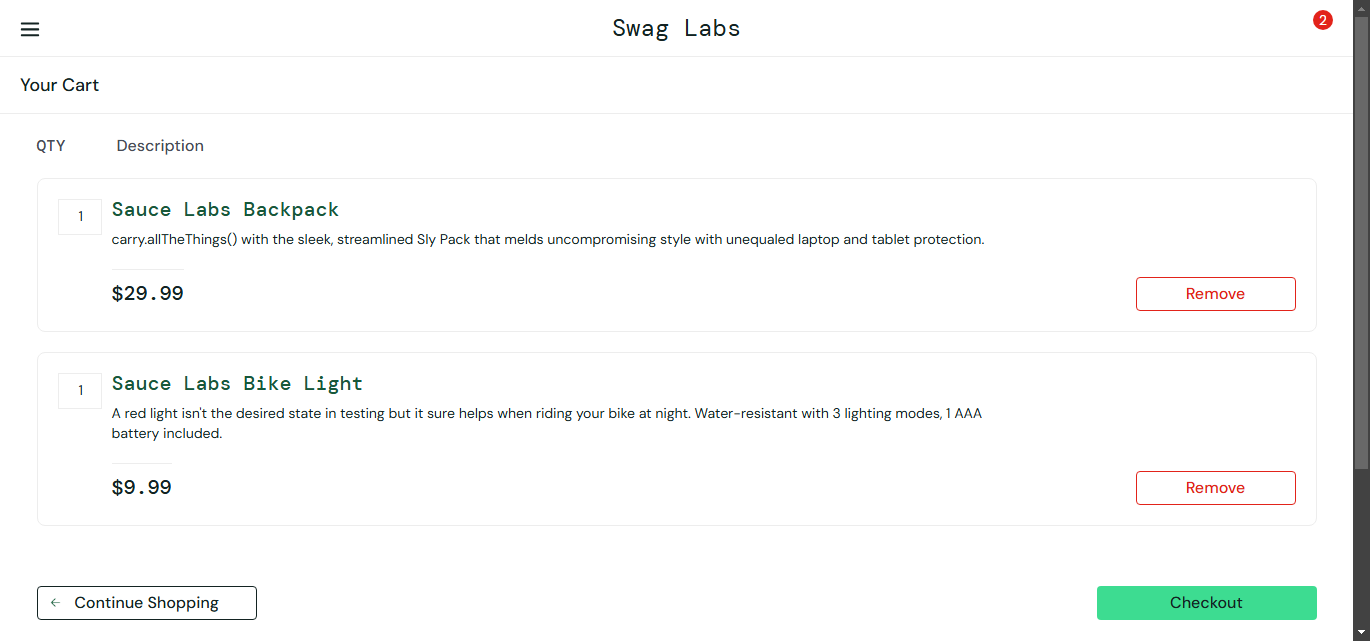 Swag Labs
2
Your Cart
QTY Description
1
Sauce Labs Backpack
carry.allTheThings() with the sleek, streamlined Sly Pack that melds uncompromising style with unequaled laptop and tablet protection.
$29.99
Remove
1
Sauce Labs Bike Light
A red light isn't the desired state in testing but it sure helps when riding your bike at night. Water-resistant with 3 lighting modes, 1 AAA
battery included.
$9.99
Remove
Continue Shopping
Checkout